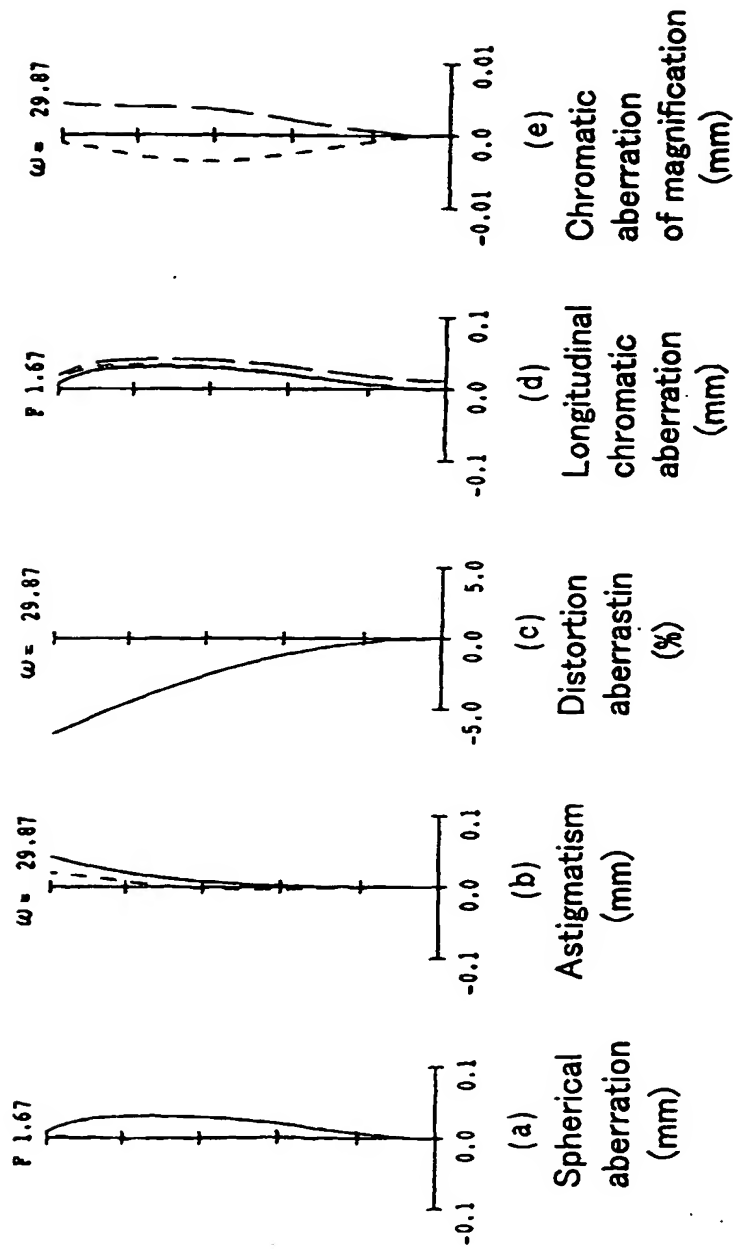 F 1.67
-0.1 0.0 0.1
(a)
Spherical
aberration
(mm)
ω = 29.87
-0.1 0.0 0.1
(b)
Astigmatism
(mm)
ω = 29.87
-5.0 0.0 5.0
(c)
Distortion
aberrastin
(%)
F 1.67
-0.1 0.0 0.1
(d)
Longitudinal
chromatic
aberration
(mm)
ω = 29.87
-0.01 0.0 0.01
(e)
Chromatic
aberration
of magnification
(mm)